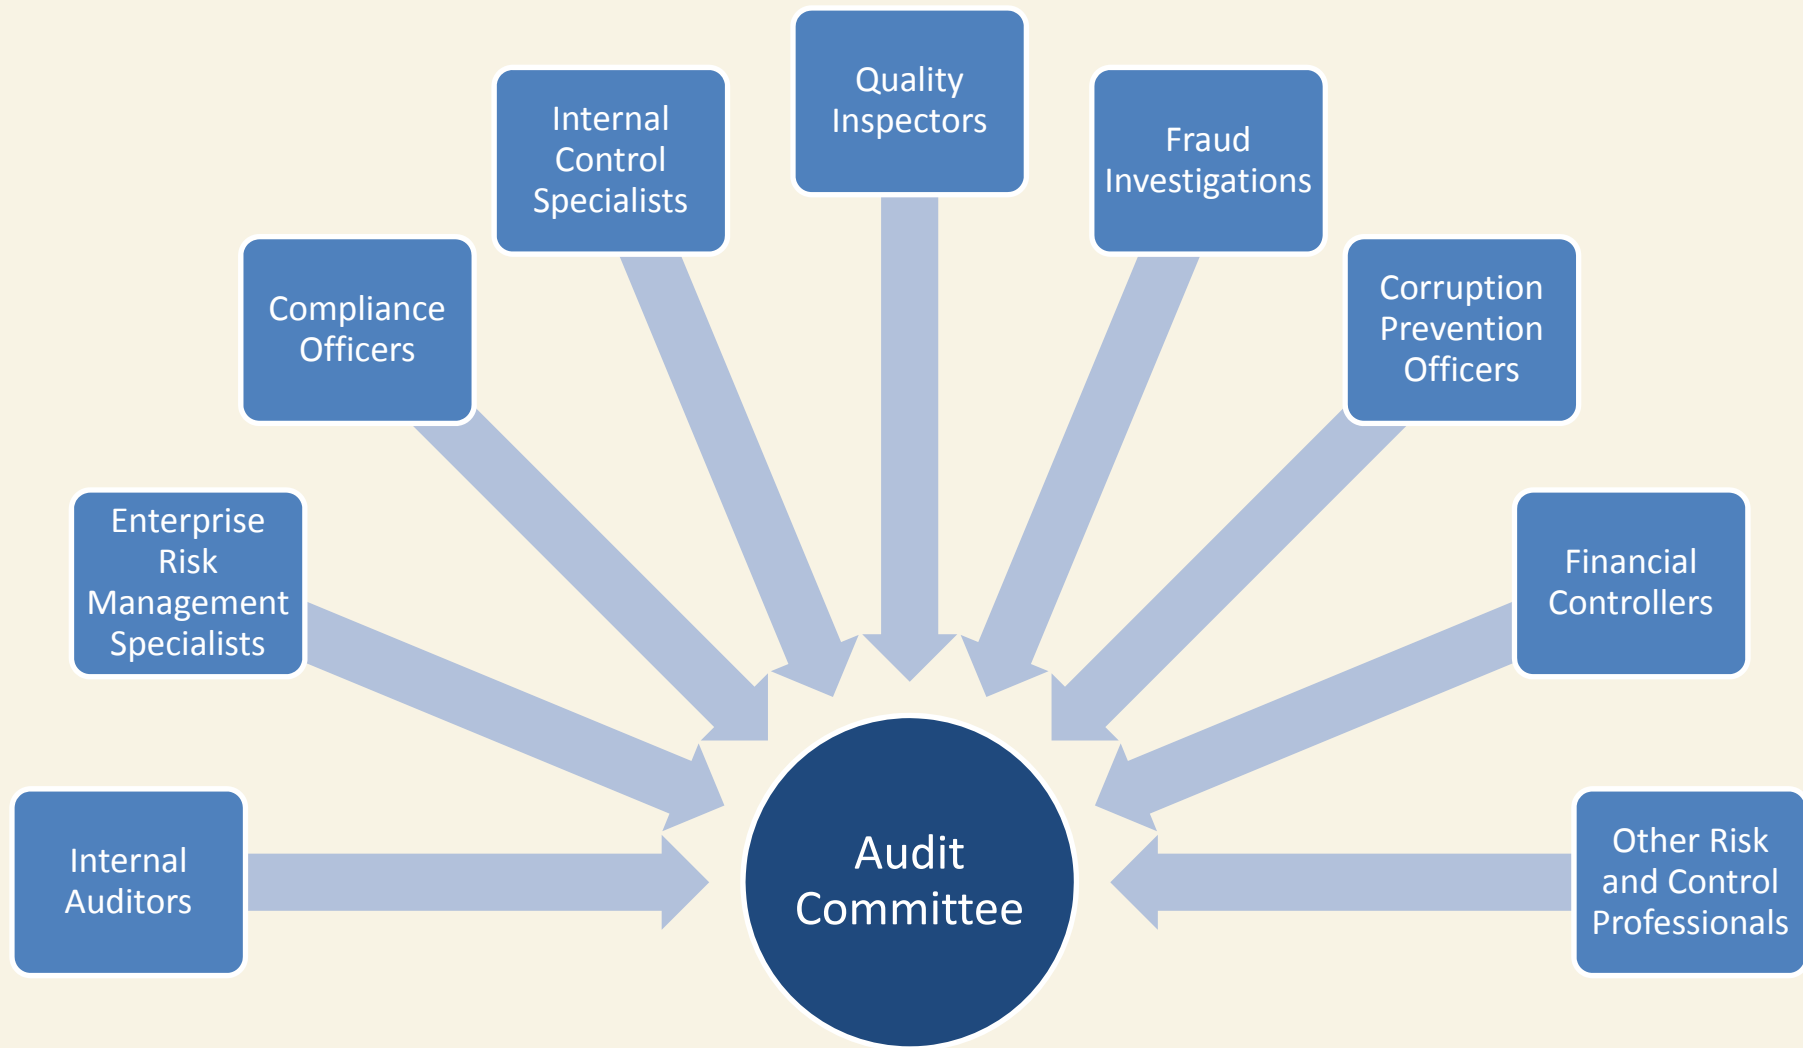 Quality
Inspectors
Internal
Control
Specialists
Fraud
Investigations
Compliance
Officers
Corruption
Prevention
Officers
Enterprise
Risk
Management
Specialists
Financial
Controllers
Internal
Auditors
Audit
Committee
Other Risk
and Control
Professionals